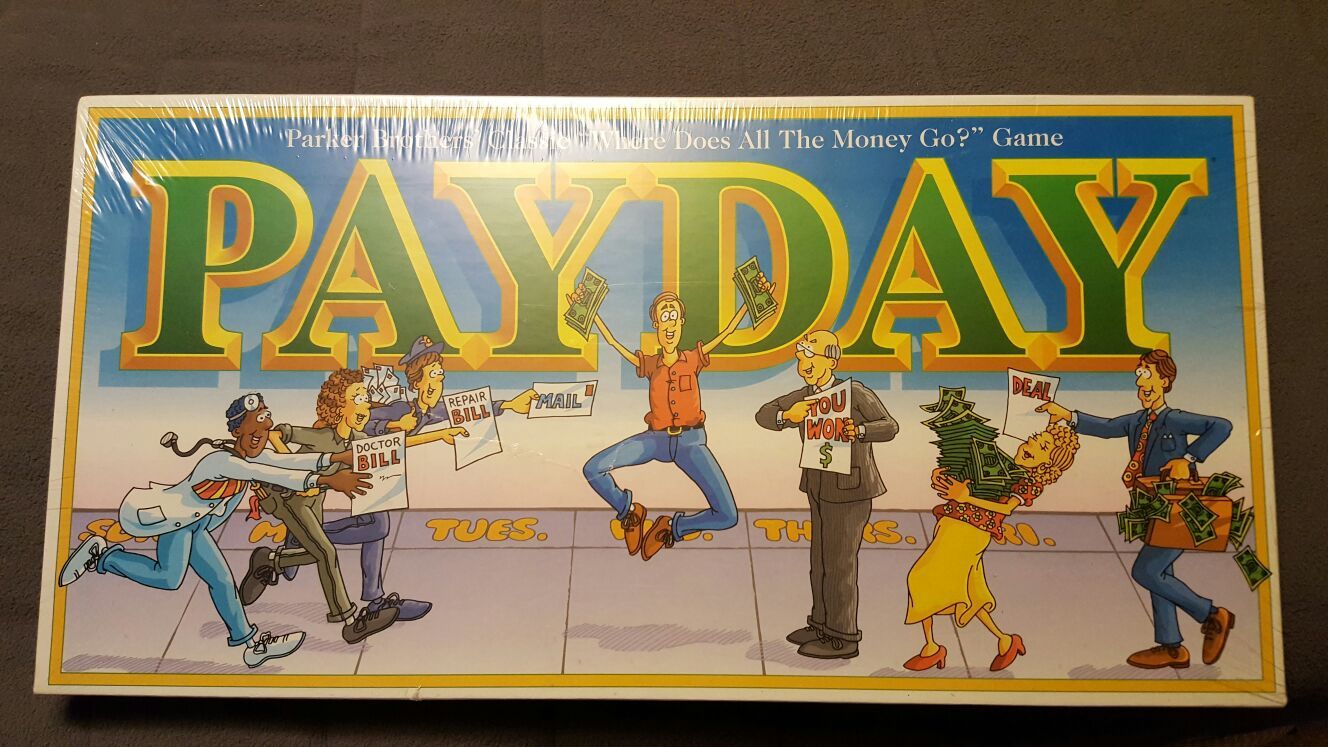 Parker Brothers' Classic "Where Does All The Money Go?" Game
PAYDAY
DOCTOR
BILL
REPAIR
BILL
MAIL
YOU
WON
$
DEAL
TUES.